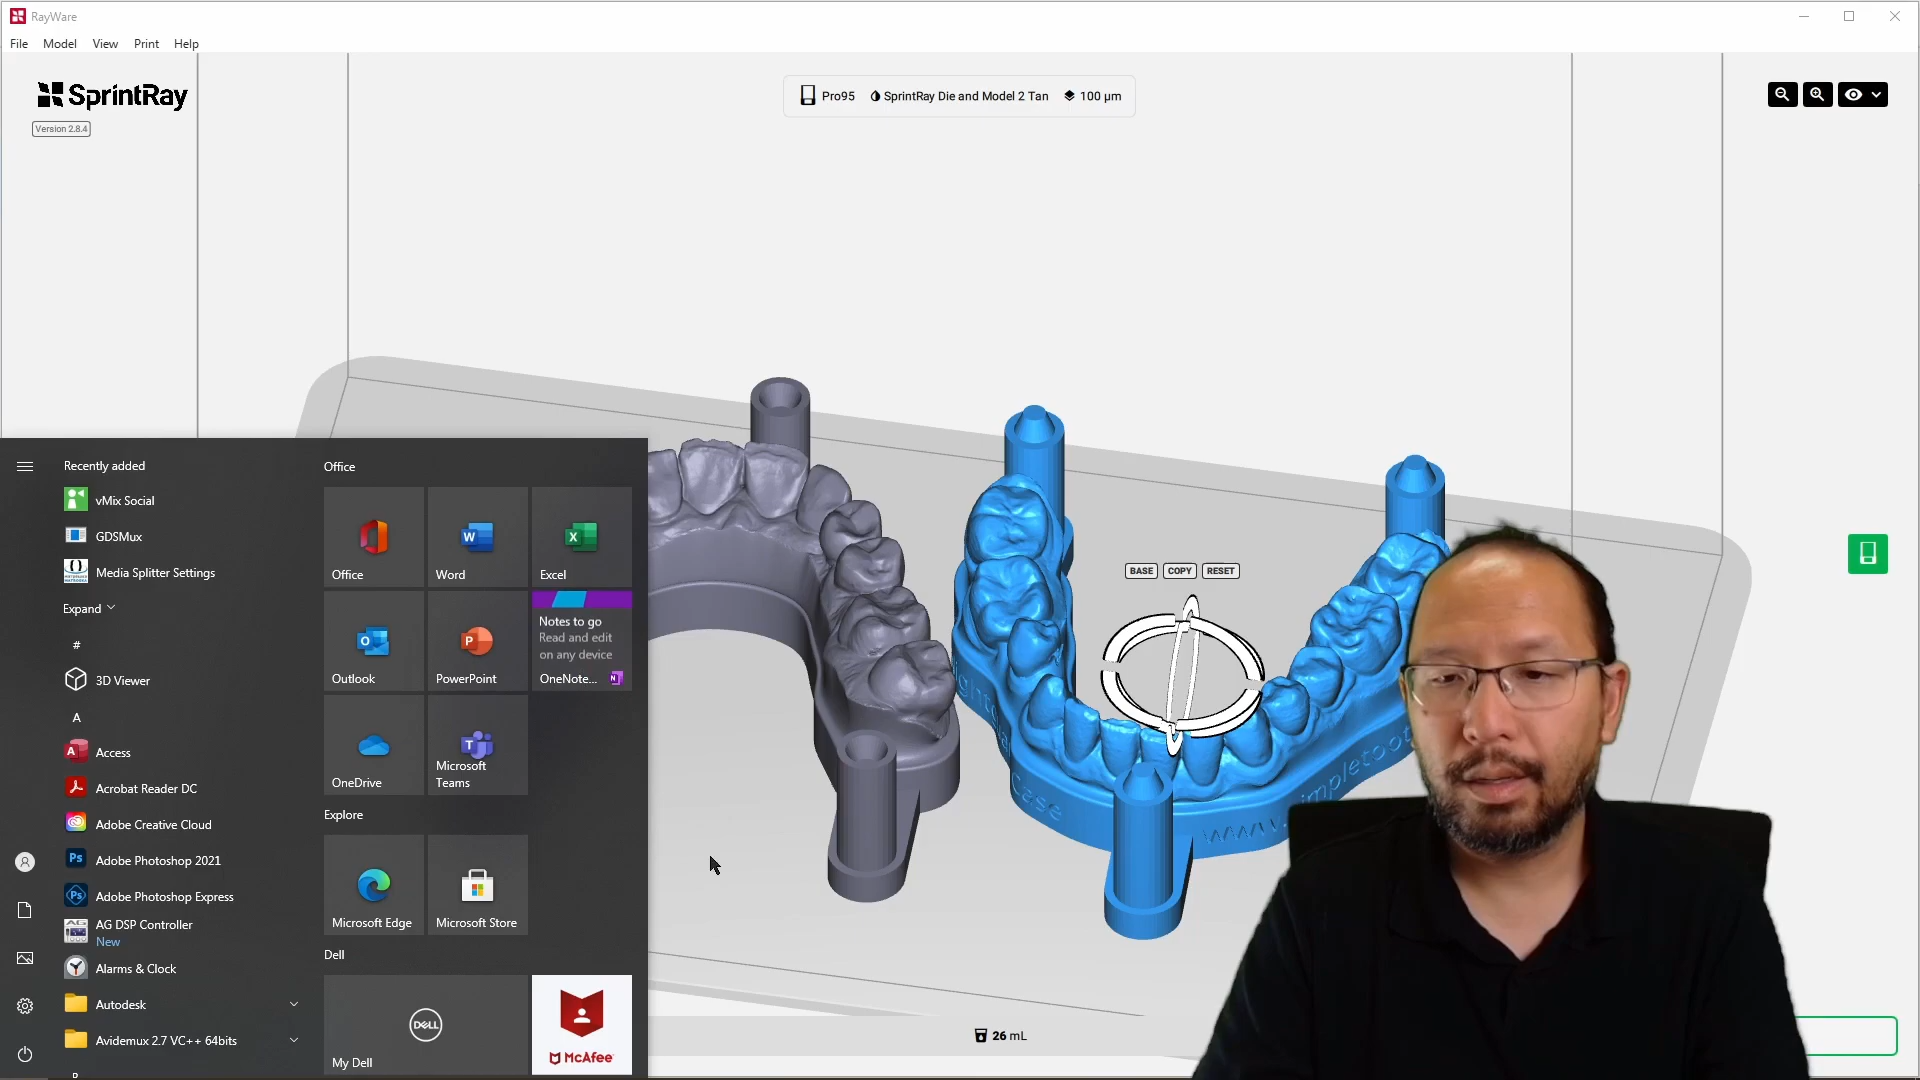 RayWare
File Model View Print Help
SprintRay
Version 2.8.4
Pro95 SprintRay Die and Model 2 Tan 100 µm
BASE COPY RESET
Case
www.
impletoot
26 mL
Recently added
vMix Social
GDSMux
Media Splitter Settings
Expand
#
3D Viewer
A
Access
Acrobat Reader DC
Adobe Creative Cloud
Adobe Photoshop 2021
Adobe Photoshop Express
AG DSP Controller
New
Alarms & Clock
Autodesk
Avidemux 2.7 VC++ 64bits
Office
Office
Word
Excel
Outlook
PowerPoint
Notes to go
Read and edit
on any device
OneNote...
OneDrive
Microsoft
Teams
Explore
Microsoft Edge
Microsoft Store
Dell
DELL
My Dell
McAfee